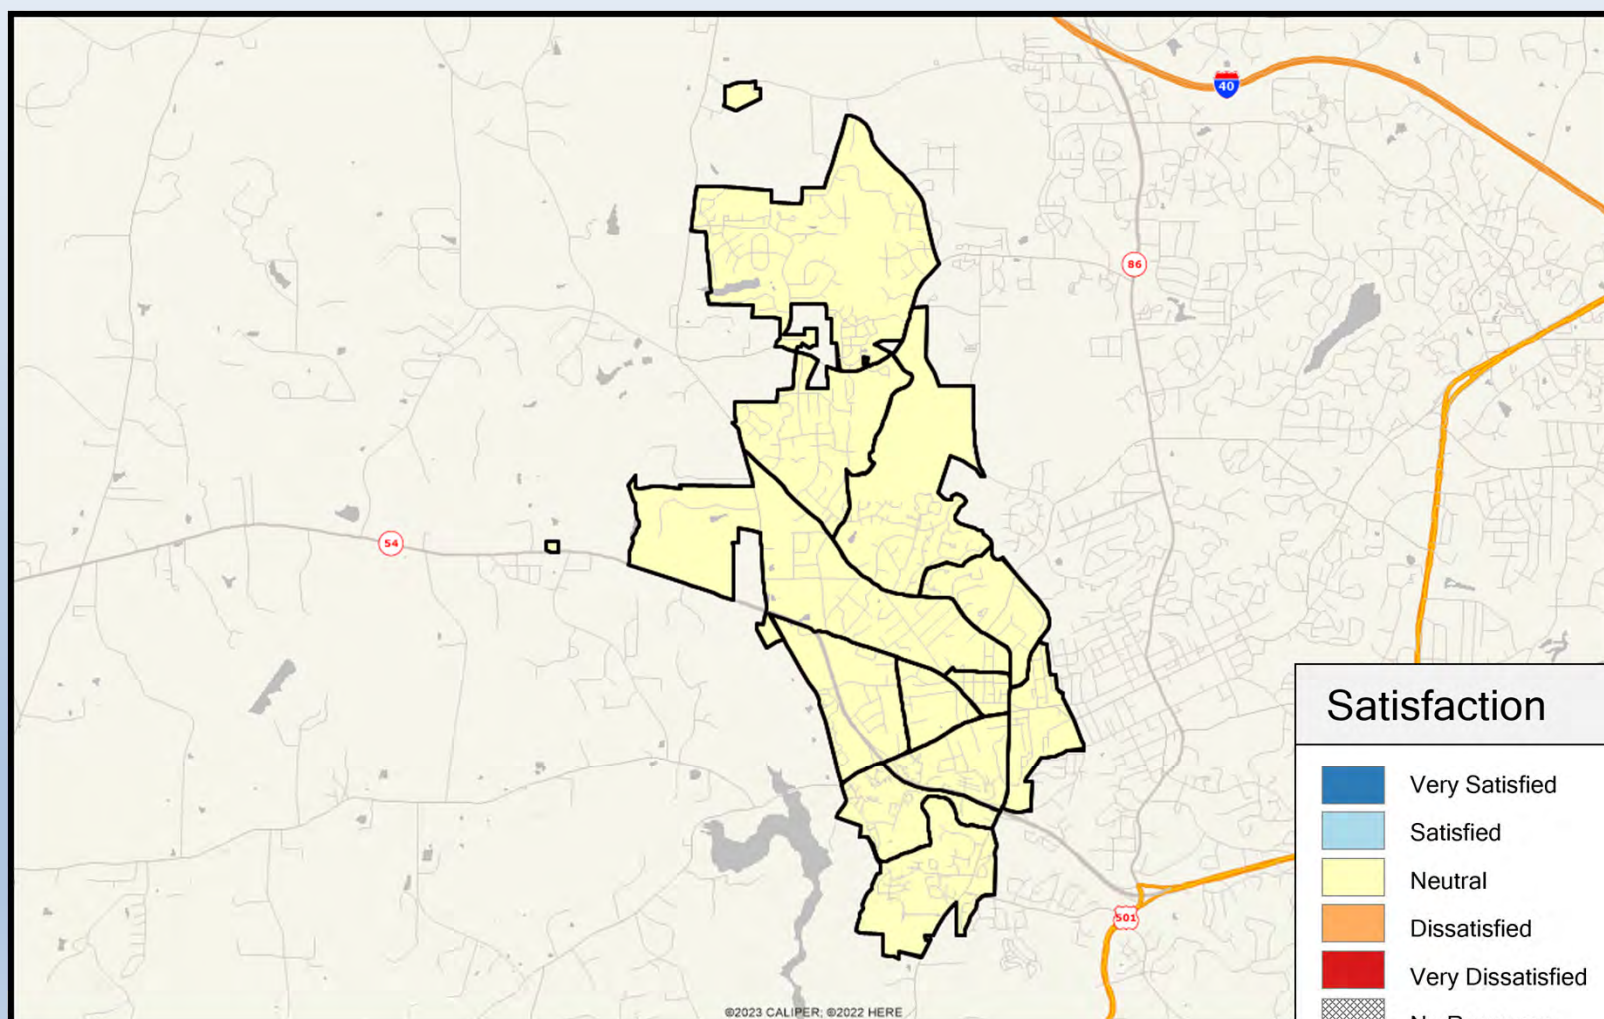 40
86
54
Satisfaction
Very Satisfied
Satisfied
Neutral
Dissatisfied
501
Very Dissatisfied
©2023 CALIPER; ©2022 HERE